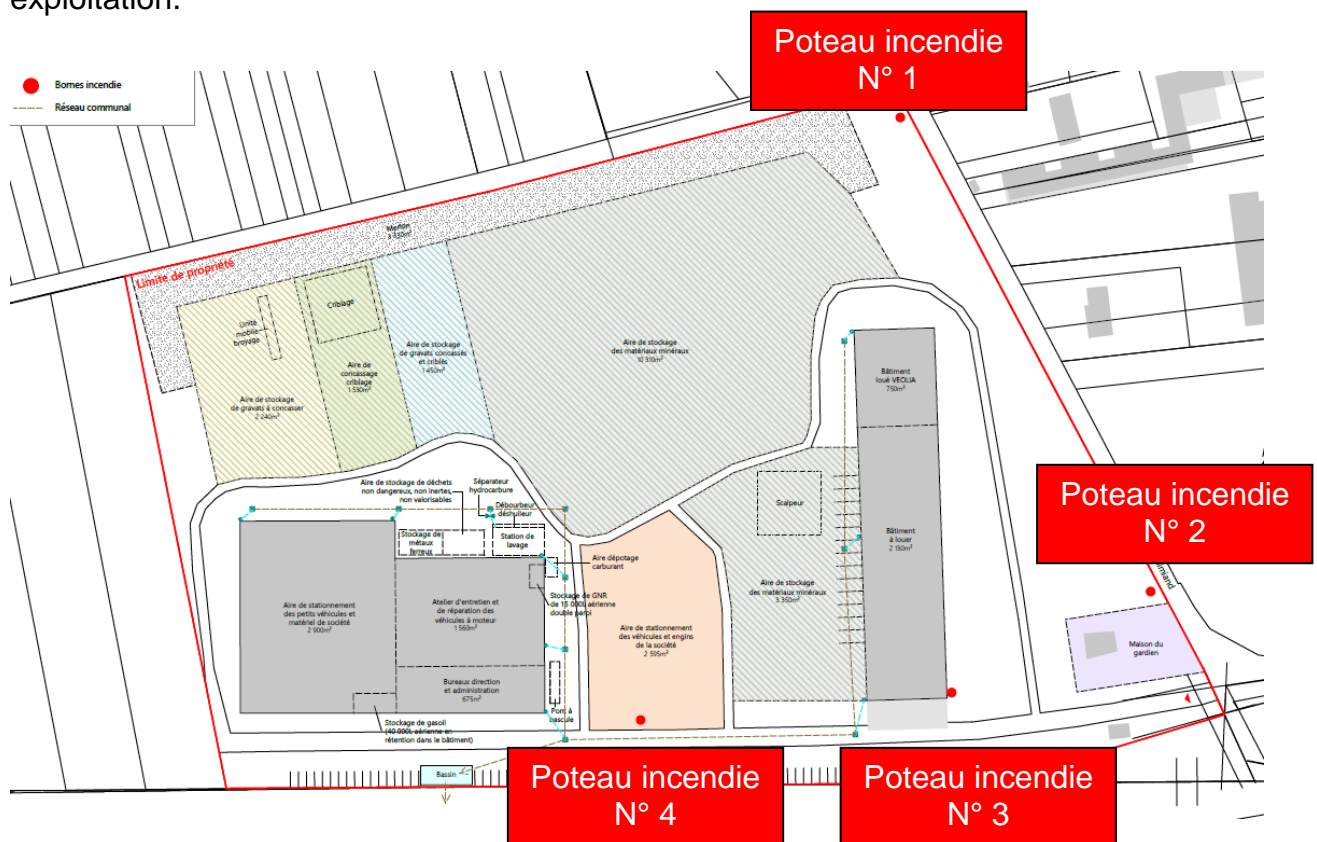 exploitation.
Poteau incendie
N° 1
Bornes incendie
Réseau communal
Merlon
3 330m²
Limite de propriété
Criblage
Unité
mobile
broyage
Aire de stockage
de gravats concassés
et criblés
1 450m²
Aire de stockage
des matériaux minéraux
10 310m²
Aire de
concassage
criblage
1 530m²
Aire de stockage
de gravats à concasser
2 240m²
Bâtiment
loué VEOLIA
750m²
Poteau incendie
N° 2
Aire de stockage de déchets
non dangereux, non inertes,
non valorisables
Séparateur
hydrocarbure
Débourbeur
déshuileur
Scalpeur
Stockage de
métaux
ferreux
Station de
lavage
Bâtiment
à louer
2 130m²
Aire dépotage
carburant
Stockage de GNR
de 15 000L aérienne
double paroi
Aire de stockage
des matériaux minéraux
3 350m²
Aire de stationnement
des petits véhicules et
matériel de société
2 900m²
Atelier d'entretien et
de réparation des
véhicules à moteur
1 560m²
Aire de stationnement
des véhicules et engins
de la société
2 595m²
Maison du
gardien
Bureaux direction
et administration
675m²
Pont à
bascule
Stockage de gasoil
(40 000L aérienne en
rétention dans le bâtiment)
Bassin
Poteau incendie
N° 4
Poteau incendie
N° 3